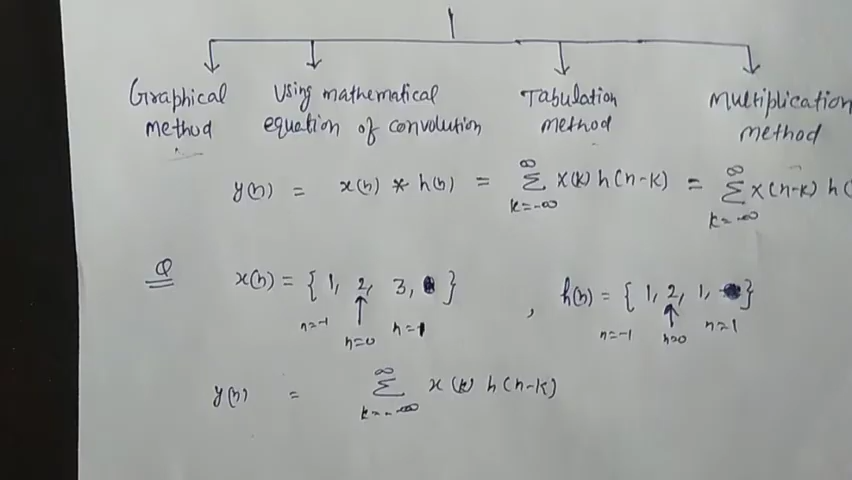 Graphical method
Using mathematical equation of convolution
Tabulation method
Multiplication method
y(n) = x(n) * h(n) = ∞ Σ k=-∞ x(k) h(n-k) = ∞ Σ k=-∞ x(n-k) h(
Q x(n) = { 1, 2, 3, } , h(n) = { 1, 2, 1, }
n=-1 ↑ n=0 n=1 n=-1 ↑ n=0 n=1
y(n) = ∞ Σ k=-∞ x(k) h(n-k)